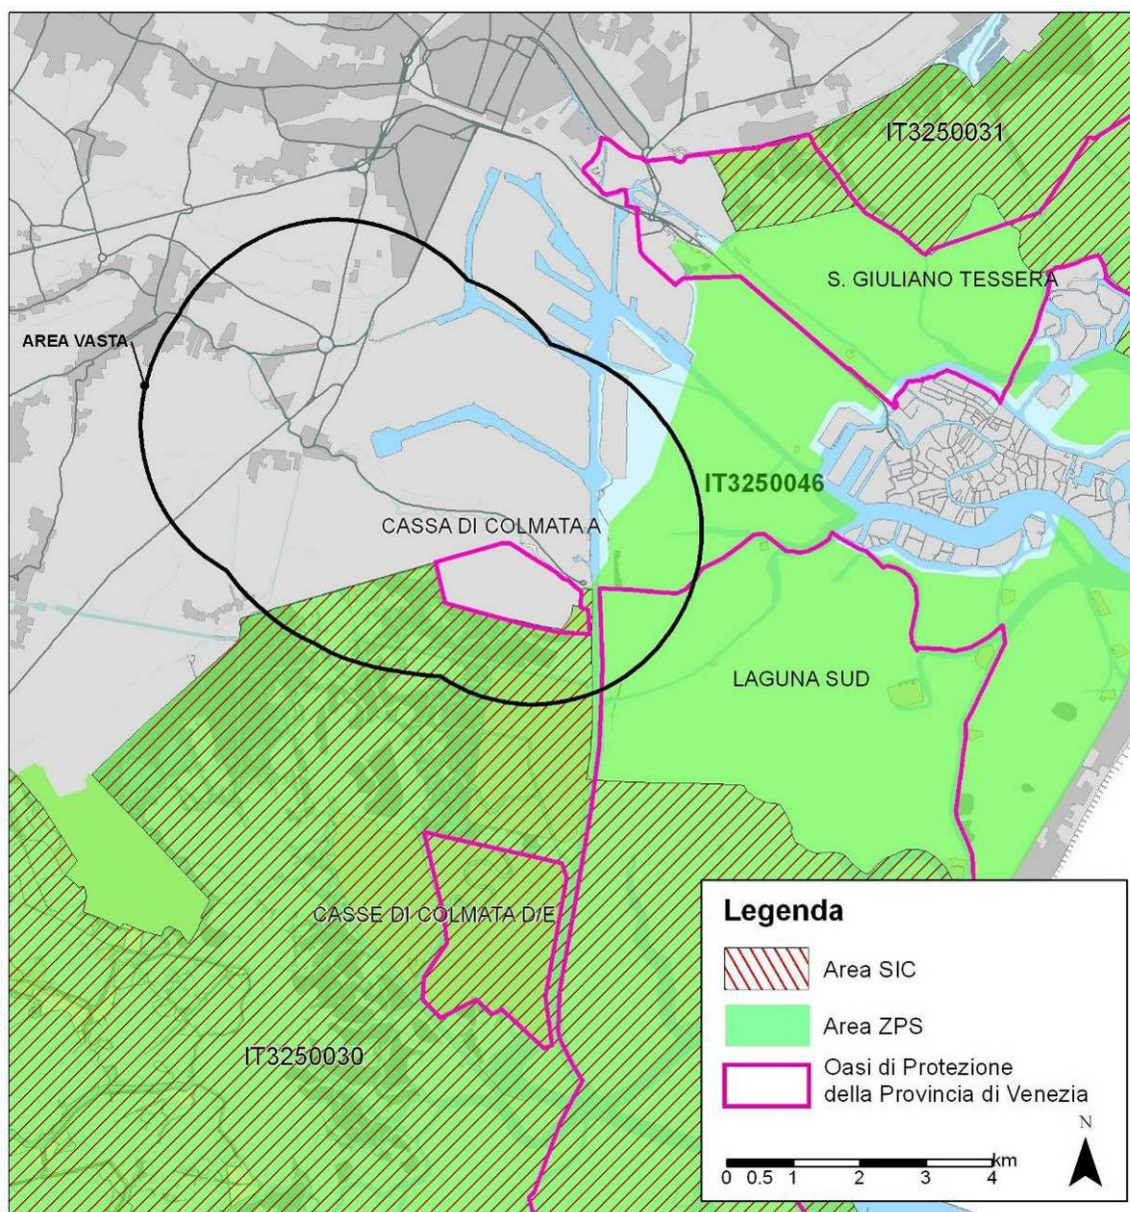 IT3250031
S. GIULIANO TESSERA
AREA VASTA
IT3250046
CASSA DI COLMATA A
LAGUNA SUD
CASSE DI COLMATA D/E
IT3250030
Legenda
Area SIC
Area ZPS
Oasi di Protezione
della Provincia di Venezia
N
km
0 0.5 1 2 3 4